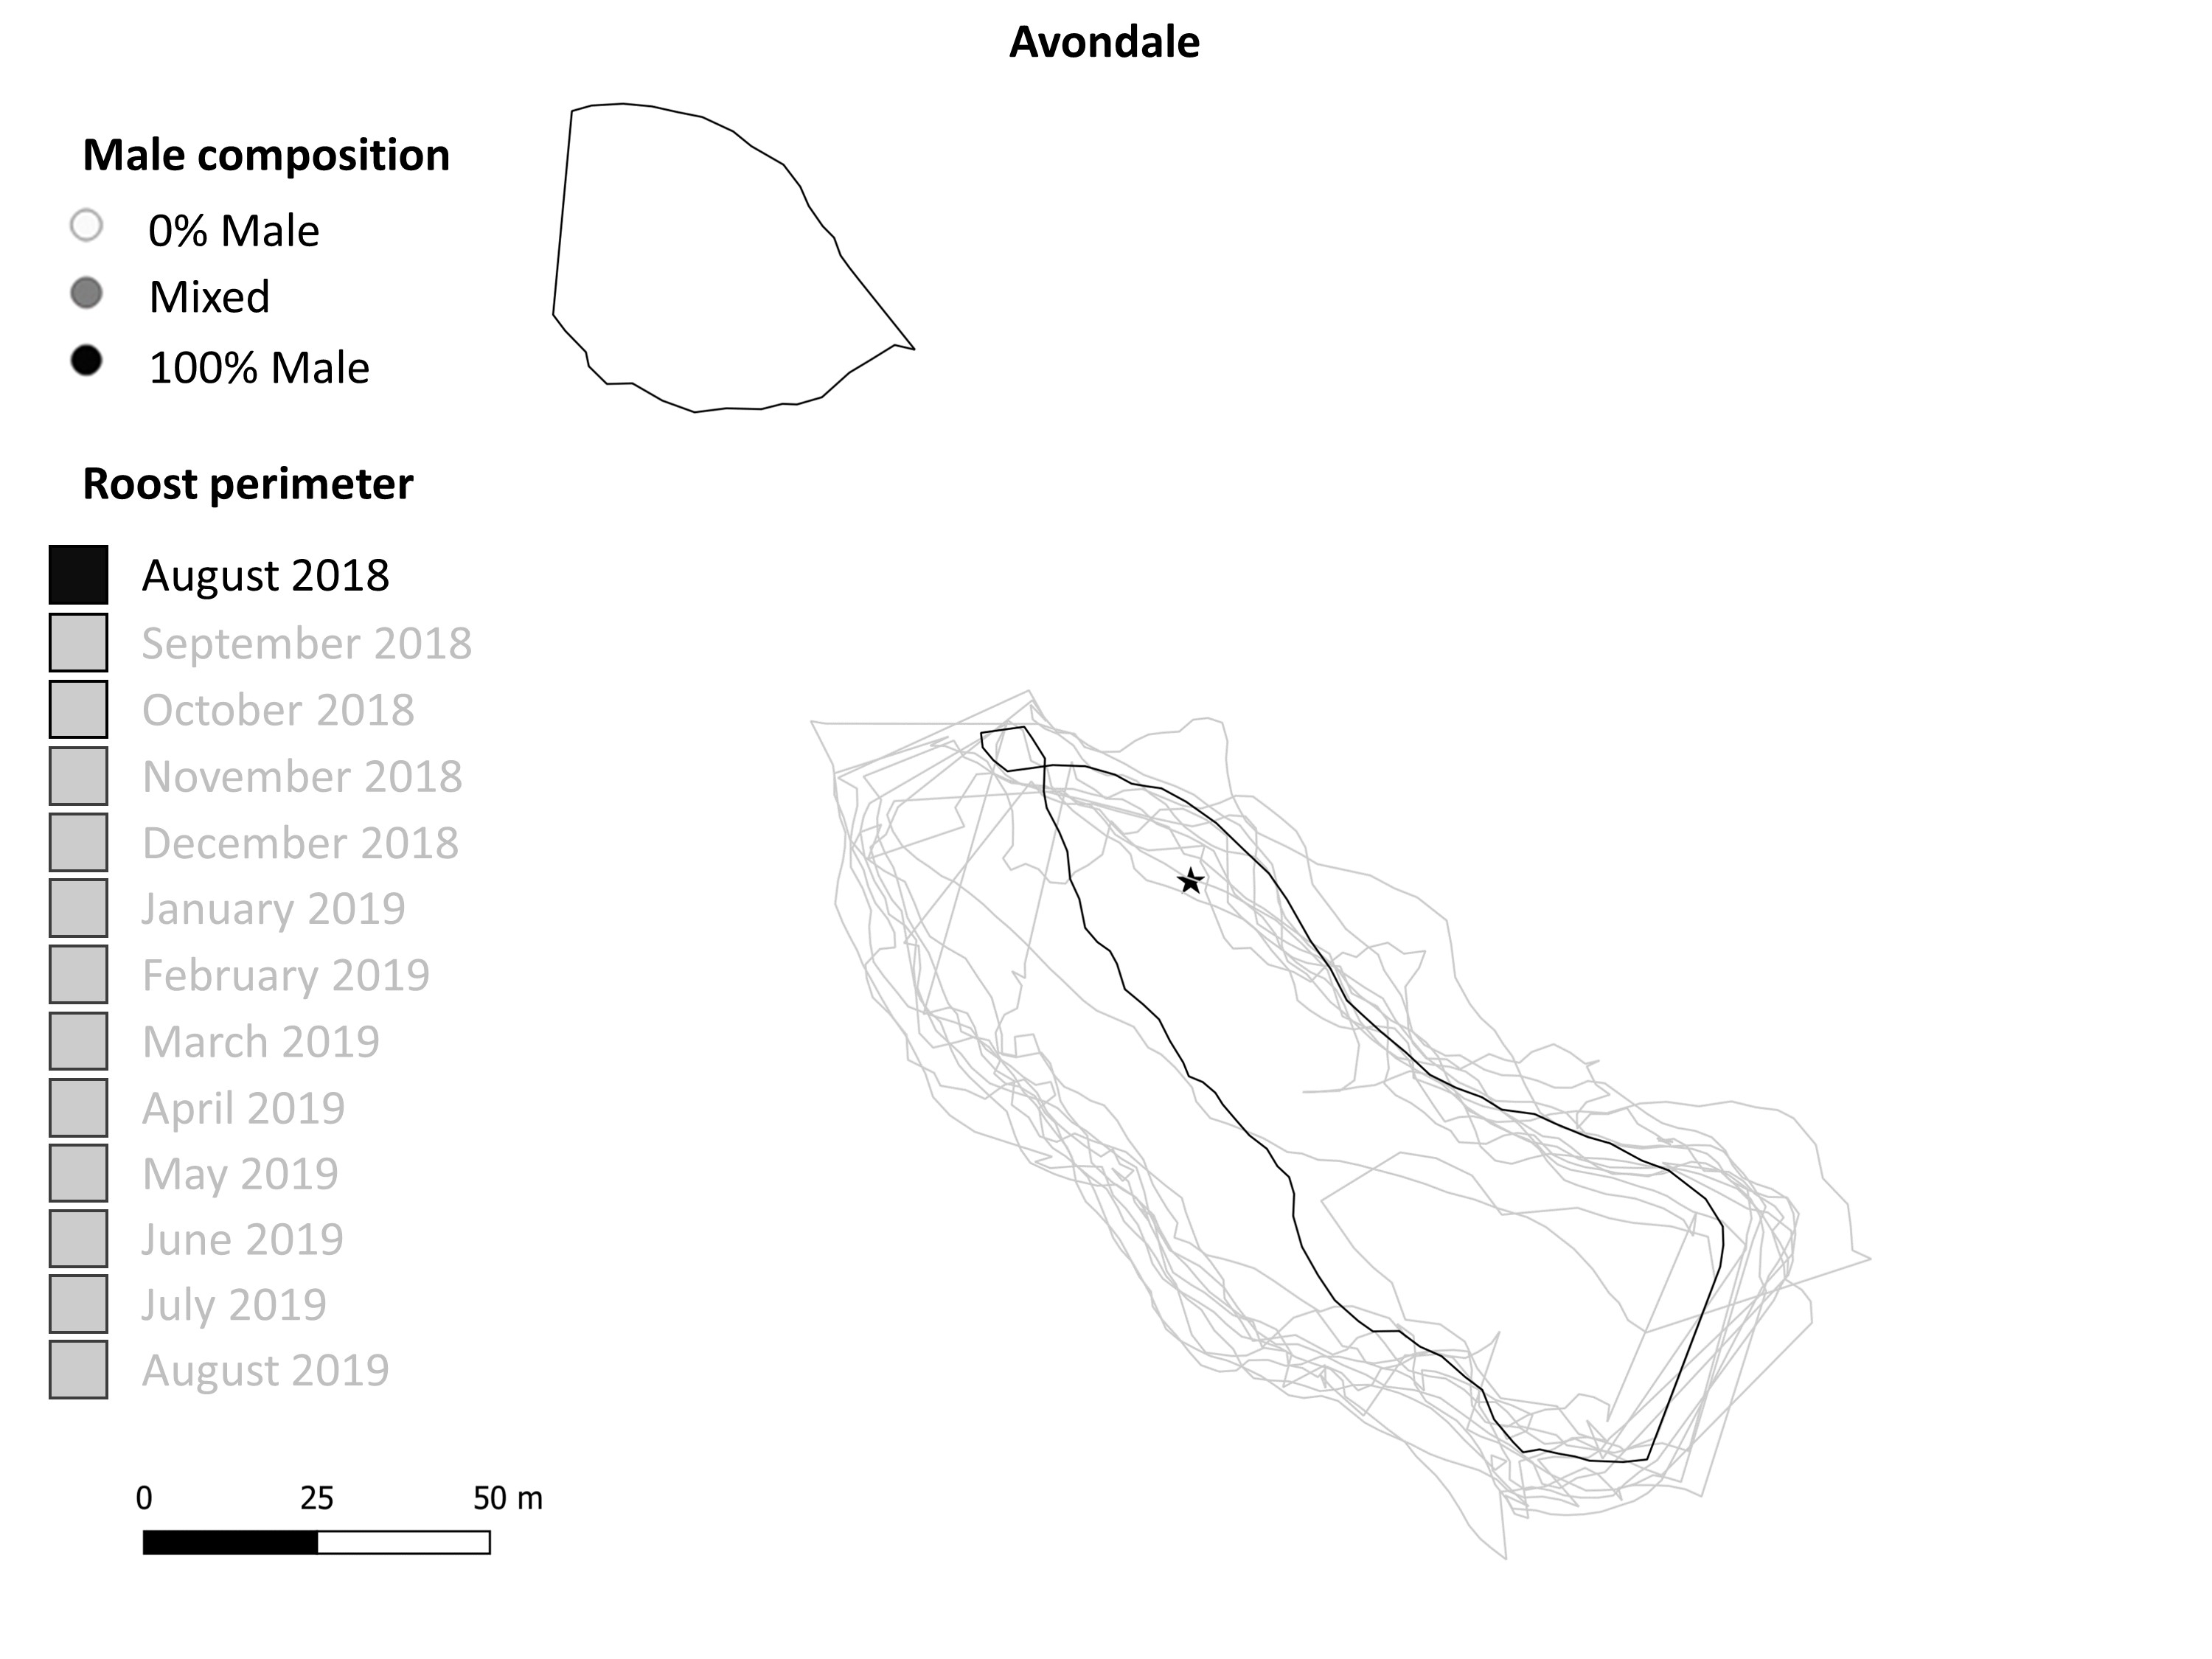 Avondale
Male composition
0% Male
Mixed
100% Male
Roost perimeter
August 2018
September 2018
October 2018
November 2018
December 2018
January 2019
February 2019
March 2019
April 2019
May 2019
June 2019
July 2019
August 2019
0 25 50 m